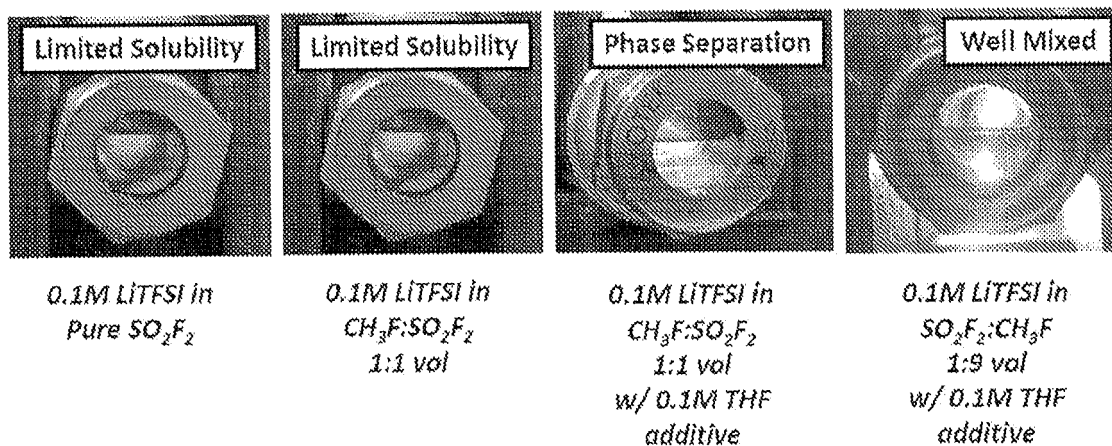 Limited Solubility
Limited Solubility
Phase Separation
Well Mixed
0.1M LiTFSI in
Pure SO₂F₂
0.1M LiTFSI in
CH₃F:SO₂F₂
1:1 vol
0.1M LiTFSI in
CH₃F:SO₂F₂
1:1 vol
w/ 0.1M THF
additive
0.1M LiTFSI in
SO₂F₂:CH₃F
1:9 vol
w/ 0.1M THF
additive